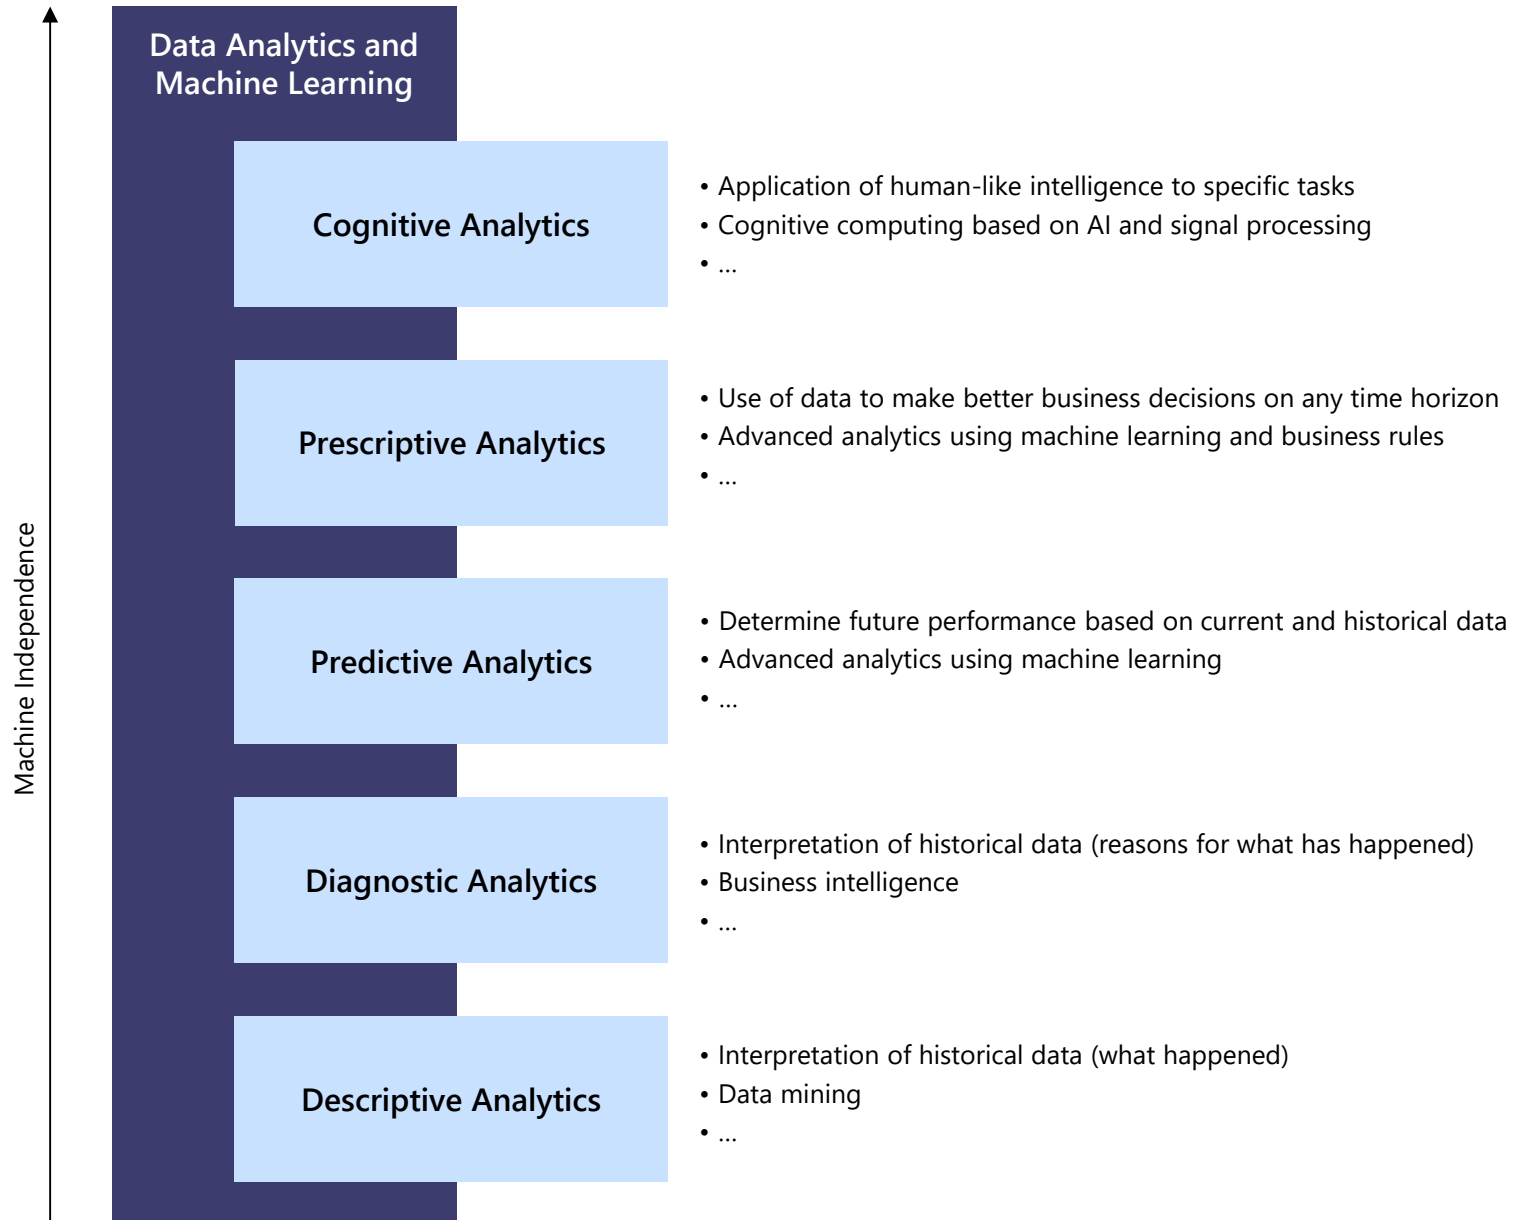 Data Analytics and
Machine Learning
Cognitive Analytics
• Application of human-like intelligence to specific tasks
• Cognitive computing based on AI and signal processing
• ...
Prescriptive Analytics
• Use of data to make better business decisions on any time horizon
• Advanced analytics using machine learning and business rules
• ...
Predictive Analytics
• Determine future performance based on current and historical data
• Advanced analytics using machine learning
• ...
Diagnostic Analytics
• Interpretation of historical data (reasons for what has happened)
• Business intelligence
• ...
Descriptive Analytics
• Interpretation of historical data (what happened)
• Data mining
• ...
Machine Independence